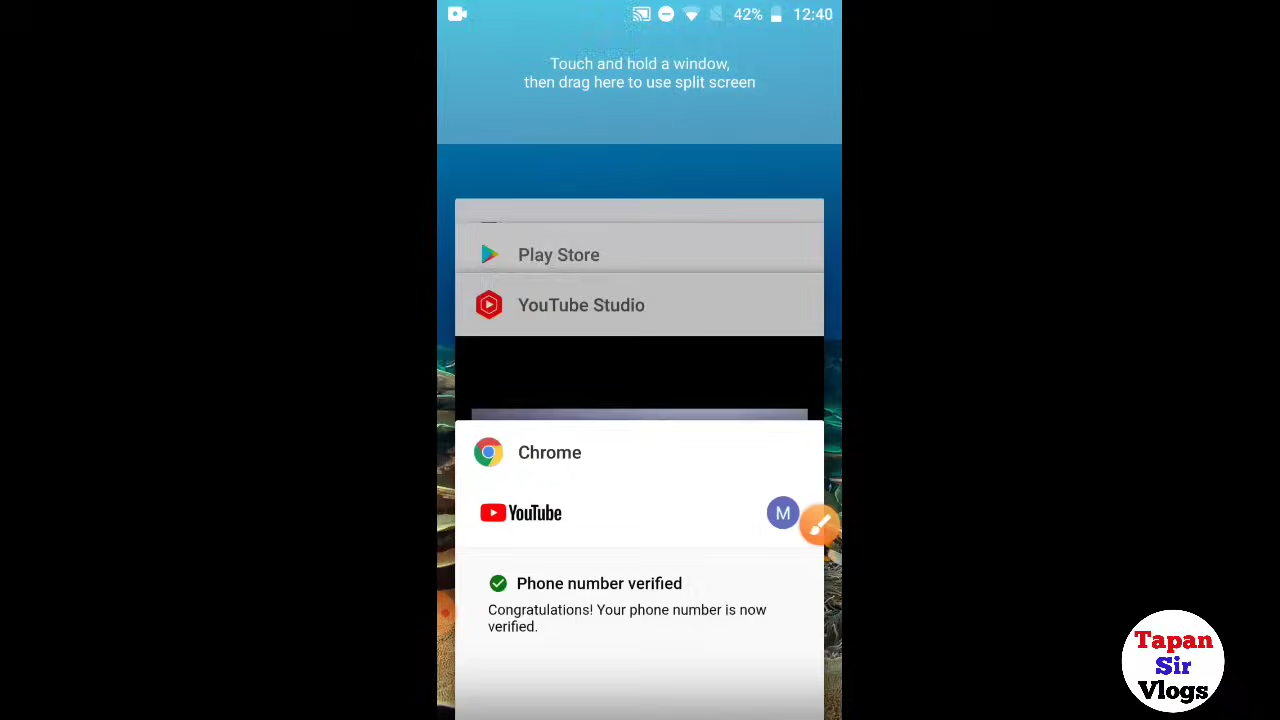 42% 12:40
Touch and hold a window,
then drag here to use split screen
Play Store
YouTube Studio
Chrome
YouTube
M
Phone number verified
Congratulations! Your phone number is now
verified.
Tapan
Sir
Vlogs